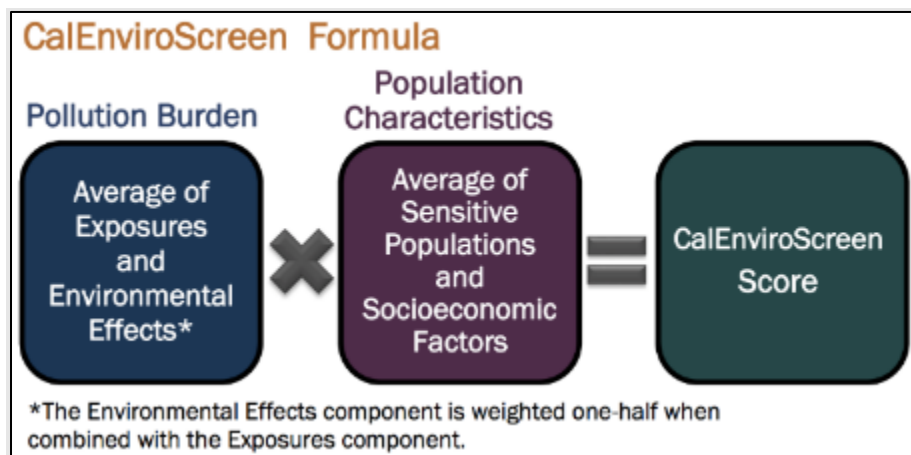 CalEnviroScreen Formula
Pollution Burden
Population
Characteristics
Average of
Exposures
and
Environmental
Effects*
Average of
Sensitive
Populations
and
Socioeconomic
Factors
CalEnviroScreen
Score
*The Environmental Effects component is weighted one-half when
combined with the Exposures component.